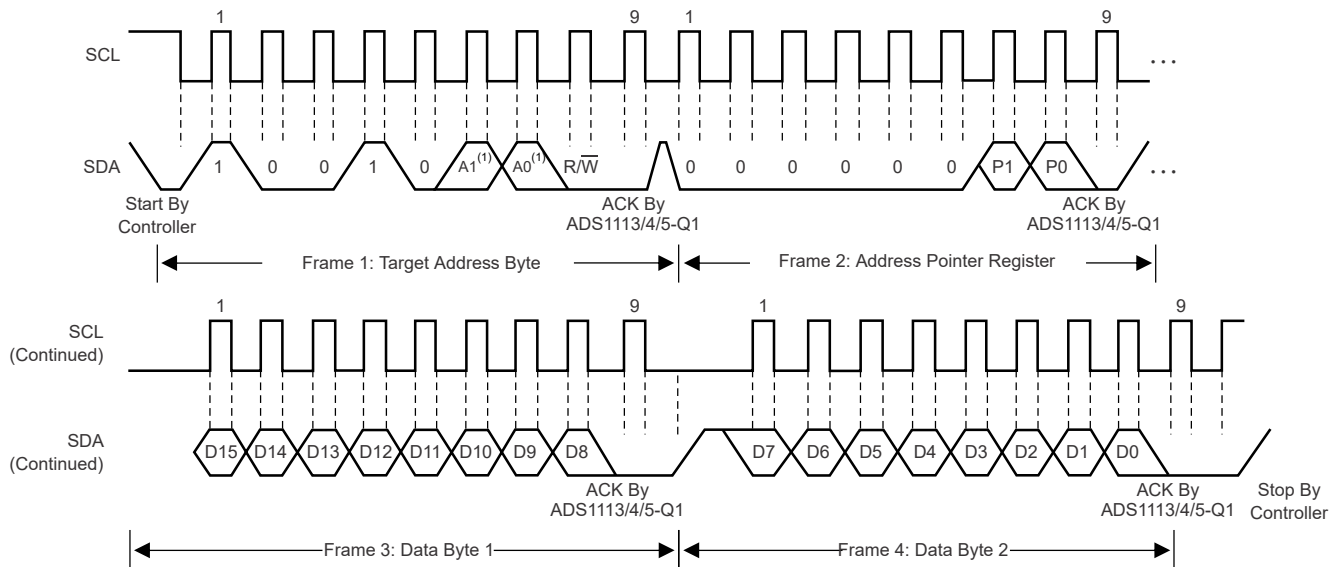 1 9 1 9
SCL ...
SDA 1 0 0 1 0 A1(1) A0(1) R/W̅ 0 0 0 0 0 0 P1 P0 ...
Start By
Controller
ACK By
ADS1113/4/5-Q1
ACK By
ADS1113/4/5-Q1
Frame 1: Target Address Byte
Frame 2: Address Pointer Register
1 9 1 9
SCL
(Continued)
SDA
(Continued)
D15 D14 D13 D12 D11 D10 D9 D8 D7 D6 D5 D4 D3 D2 D1 D0
ACK By
ADS1113/4/5-Q1
ACK By
ADS1113/4/5-Q1
Stop By
Controller
Frame 3: Data Byte 1
Frame 4: Data Byte 2